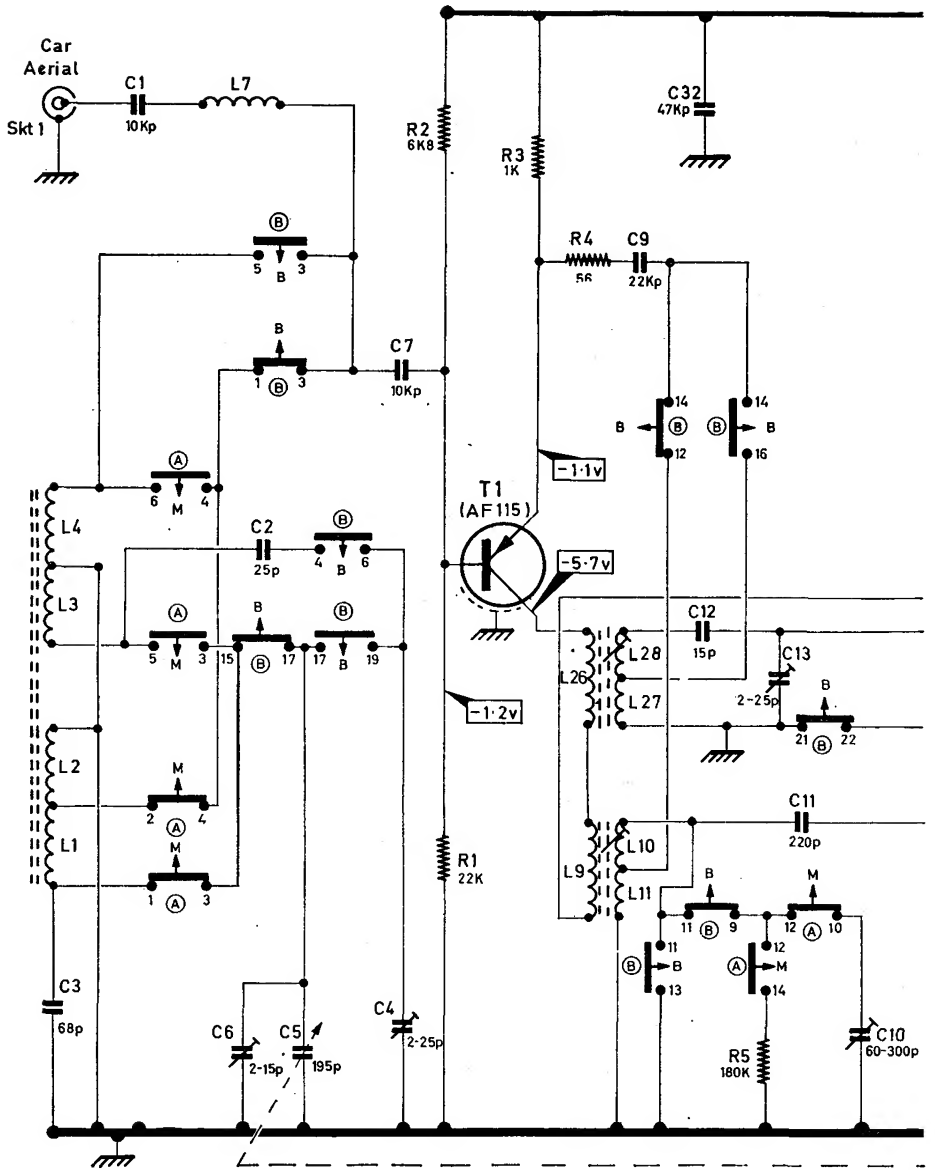 Car
Aerial
Skt 1
C1
10Kp
L7
R2
6K8
R3
1K
C32
47Kp
R4
56
C9
22Kp
B
5 B 3
B
1 3
B
C7
10Kp
14 14
B B B B
12 16
-1.1v
A
6 M 4
T1
(AF115)
-5.7v
L4
L3
C2
25p
B
4 B 6
A
5 M 3
B
15 17
B
B
17 B 19
-1.2v
L26
L28
L27
C12
15p
C13
2-25p
B
21 22
B
L2
L1
M
2 4
A
M
1 3
A
R1
22K
L9
L10
L11
C11
220p
B
11 9
B
M
12 10
A
11
B B
13
12
A M
14
C3
68p
C6
2-15p
C5
195p
C4
2-25p
R5
180K
C10
60-300p